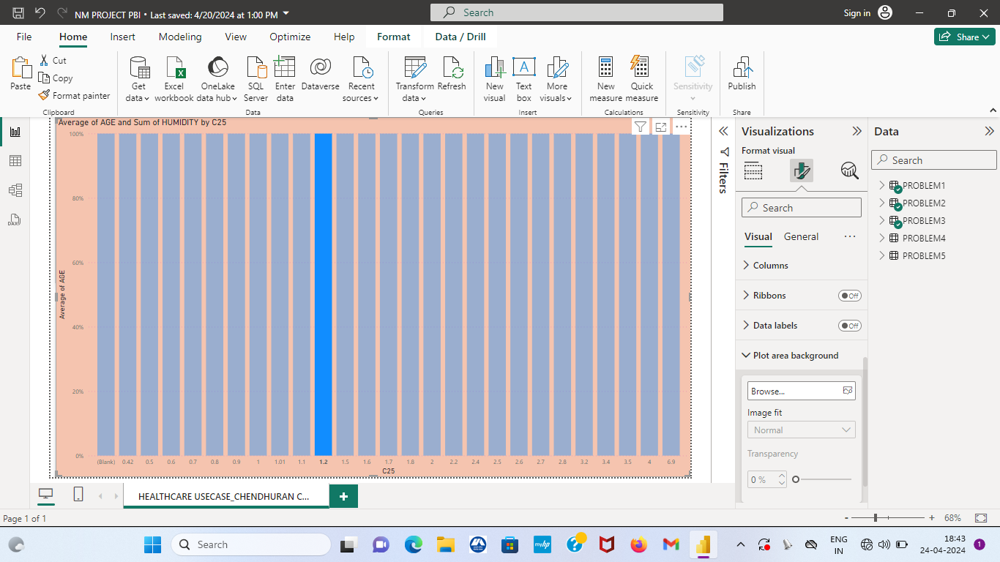 NM PROJECT PBI • Last saved: 4/20/2024 at 1:00 PM
Search
Sign in
File Home Insert Modeling View Optimize Help Format Data / Drill
Share
Paste
Cut
Copy
Format painter
Clipboard
Get data
Excel workbook
OneLake data hub
SQL Server
Enter data
Dataverse
Recent sources
Data
Transform data
Refresh
Queries
New visual
Text box
More visuals
Insert
New measure
Quick measure
Calculations
Sensitivity
Sensitivity
Publish
Share
DAX
Average of AGE and Sum of HUMIDITY by C25
100%
80%
60%
40%
20%
0%
Average of AGE
(Blank) 0.42 0.5 0.6 0.7 0.8 0.9 1 1.01 1.1 1.2 1.5 1.6 1.7 1.8 2 2.2 2.4 2.5 2.6 2.7 2.8 3.2 3.4 3.5 4 6.9
C25
Filters
Visualizations
Format visual
Search
Visual General
Columns
Ribbons Off
Data labels Off
Plot area background
Browse...
Image fit
Normal
Transparency
0 %
Data
Search
PROBLEM1
PROBLEM2
PROBLEM3
PROBLEM4
PROBLEM5
HEALTHCARE USECASE_CHENDHURAN C...
Page 1 of 1
- + 68%
Search
myhp
ENG
IN
18:43
24-04-2024
1